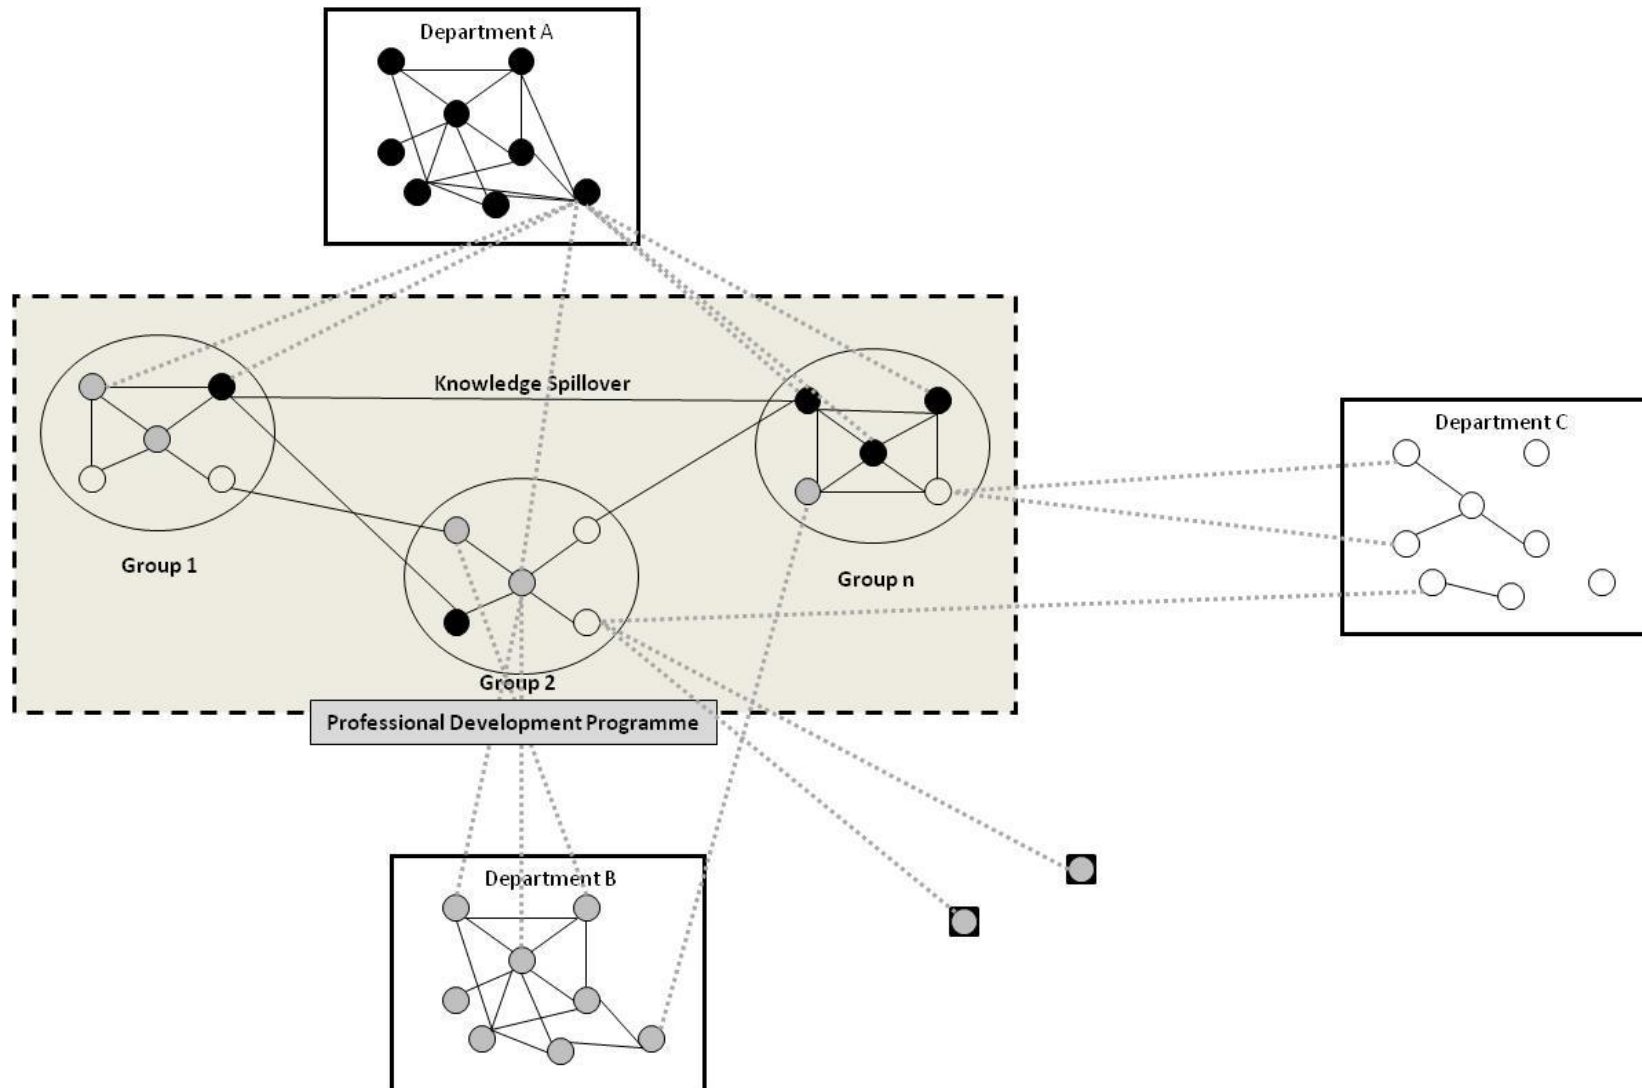 Department A
Knowledge Spillover
Department C
Group 1
Group n
Group 2
Professional Development Programme
Department B